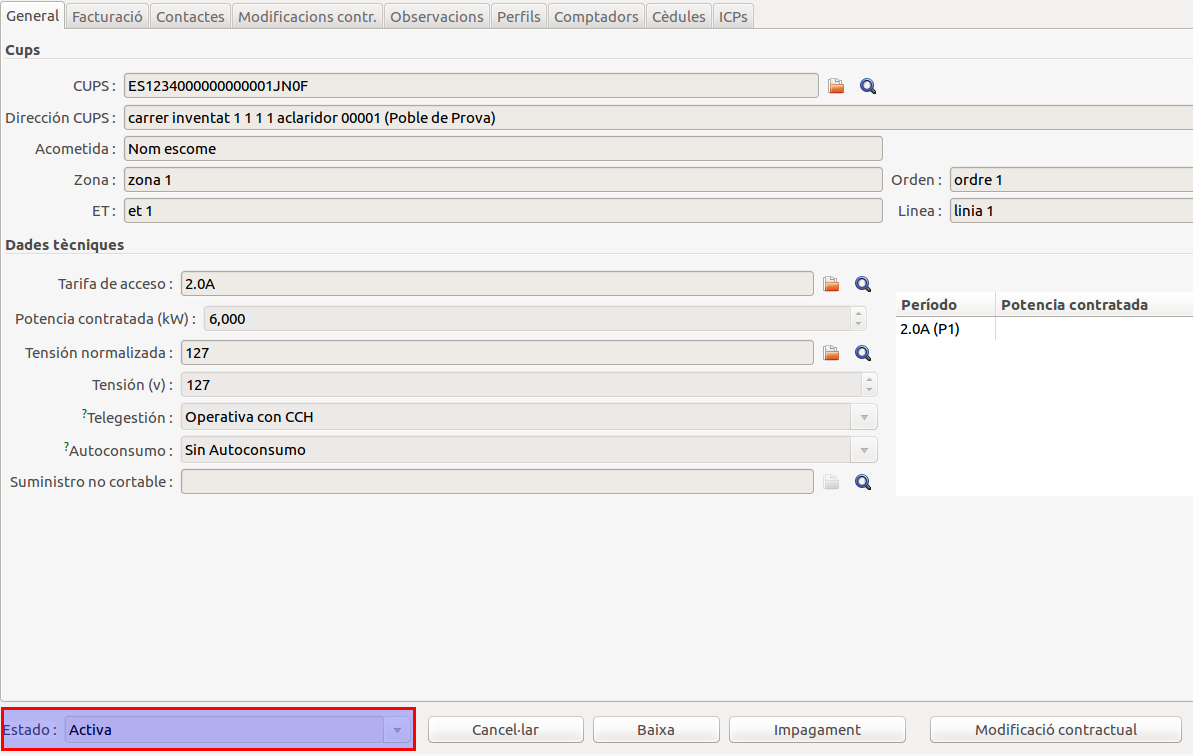 General Facturació Contactes Modificacions contr. Observacions Perfils Comptadors Cèdules ICPs
Cups
CUPS : ES1234000000000001JN0F
Dirección CUPS : carrer inventat 1 1 1 1 aclaridor 00001 (Poble de Prova)
Acometida : Nom escome
Zona : zona 1 Orden : ordre 1
ET : et 1 Linea : linia 1
Dades tècniques
Tarifa de acceso : 2.0A
Período Potencia contratada
Potencia contratada (kW) : 6,000
2.0A (P1)
Tensión normalizada : 127
Tensión (v) : 127
?Telegestión : Operativa con CCH
?Autoconsumo : Sin Autoconsumo
Suministro no cortable :
Estado : Activa Cancel·lar Baixa Impagament Modificació contractual